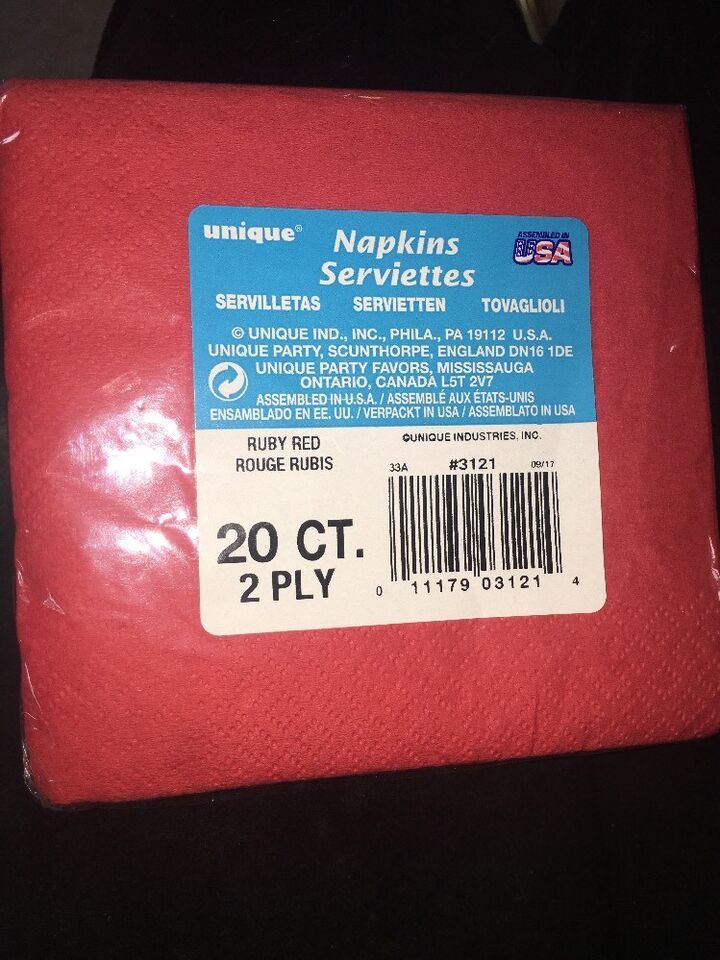 unique®
Napkins
Serviettes
ASSEMBLED IN
USA
SERVILLETAS SERVIETTEN TOVAGLIOLI
© UNIQUE IND., INC., PHILA., PA 19112 U.S.A.
UNIQUE PARTY, SCUNTHORPE, ENGLAND DN16 1DE
UNIQUE PARTY FAVORS, MISSISSAUGA
ONTARIO, CANADA L5T 2V7
ASSEMBLED IN U.S.A. / ASSEMBLÉ AUX ÉTATS-UNIS
ENSAMBLADO EN EE. UU. / VERPACKT IN USA / ASSEMBLATO IN USA
RUBY RED
ROUGE RUBIS
©UNIQUE INDUSTRIES, INC.
33A #3121 09/17
20 CT.
2 PLY
0 11179 03121 4